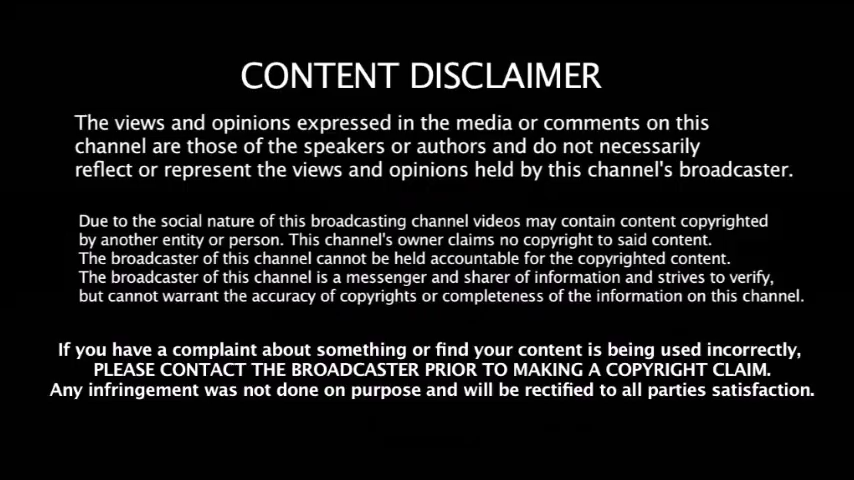 CONTENT DISCLAIMER
The views and opinions expressed in the media or comments on this
channel are those of the speakers or authors and do not necessarily
reflect or represent the views and opinions held by this channel's broadcaster.
Due to the social nature of this broadcasting channel videos may contain content copyrighted
by another entity or person. This channel's owner claims no copyright to said content.
The broadcaster of this channel cannot be held accountable for the copyrighted content.
The broadcaster of this channel is a messenger and sharer of information and strives to verify,
but cannot warrant the accuracy of copyrights or completeness of the information on this channel.
If you have a complaint about something or find your content is being used incorrectly,
PLEASE CONTACT THE BROADCASTER PRIOR TO MAKING A COPYRIGHT CLAIM.
Any infringement was not done on purpose and will be rectified to all parties satisfaction.